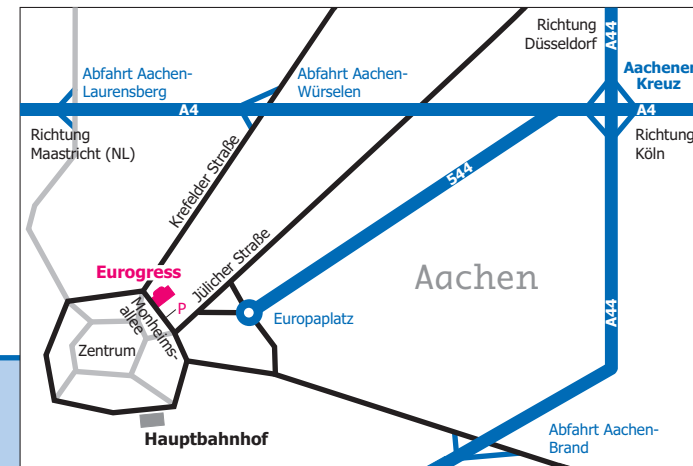 Richtung
Düsseldorf
A44
Abfahrt Aachen-
Laurensberg
Abfahrt Aachen-
Würselen
Aachener
Kreuz
A4
A4
Richtung
Maastricht (NL)
Richtung
Köln
Krefelder Straße
544
Jülicher Straße
Eurogress
P
Monheims-
allee
Aachen
Europaplatz
A44
Zentrum
Hauptbahnhof
Abfahrt Aachen-
Brand